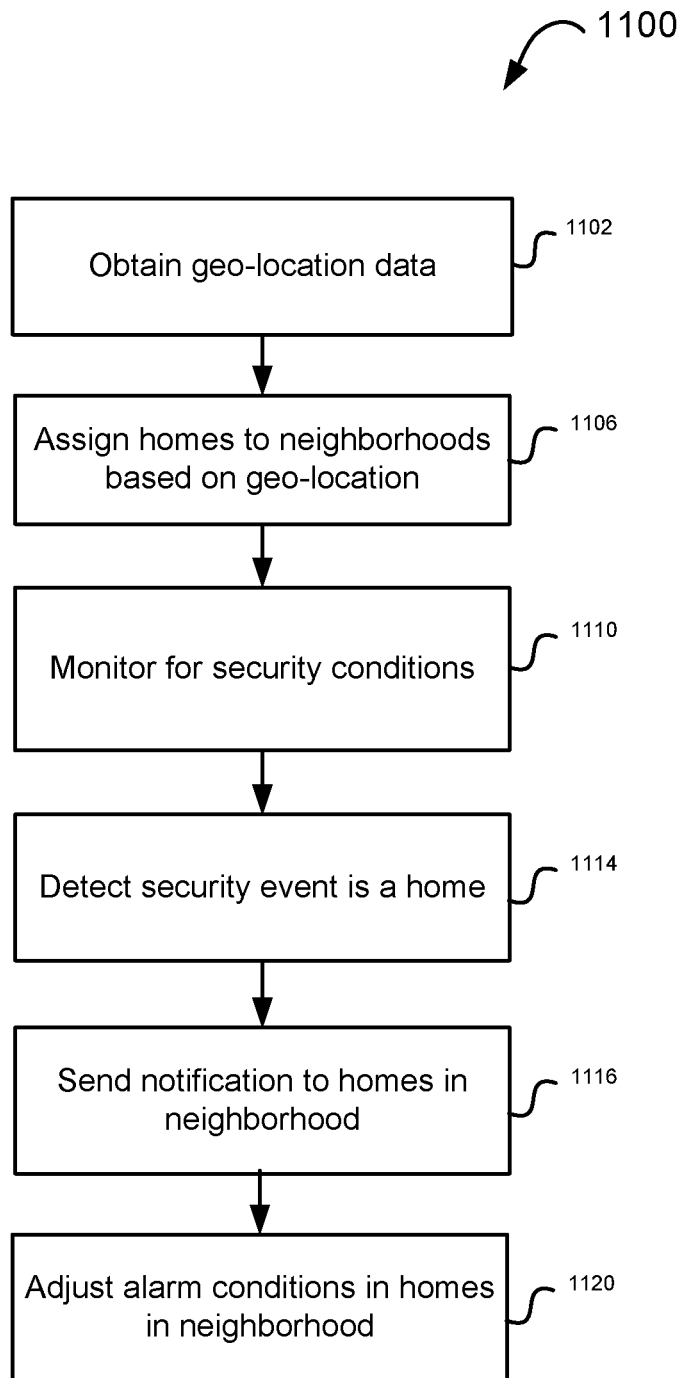 1100
Obtain geo-location data
1102
Assign homes to neighborhoods
based on geo-location
1106
Monitor for security conditions
1110
Detect security event is a home
1114
Send notification to homes in
neighborhood
1116
Adjust alarm conditions in homes
in neighborhood
1120